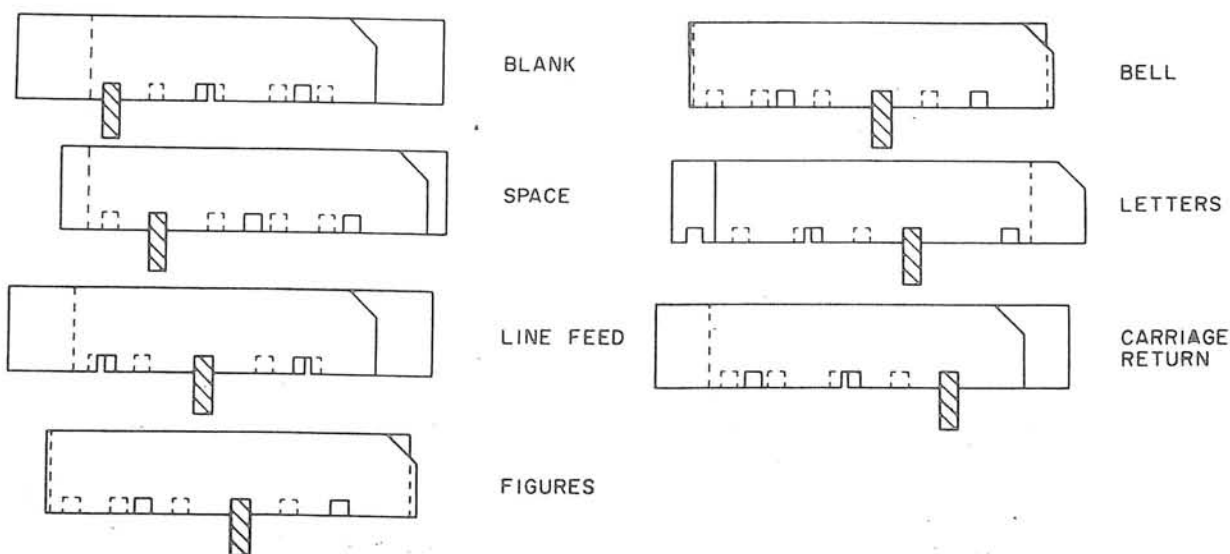 BLANK
SPACE
LINE FEED
FIGURES
BELL
LETTERS
CARRIAGE
RETURN